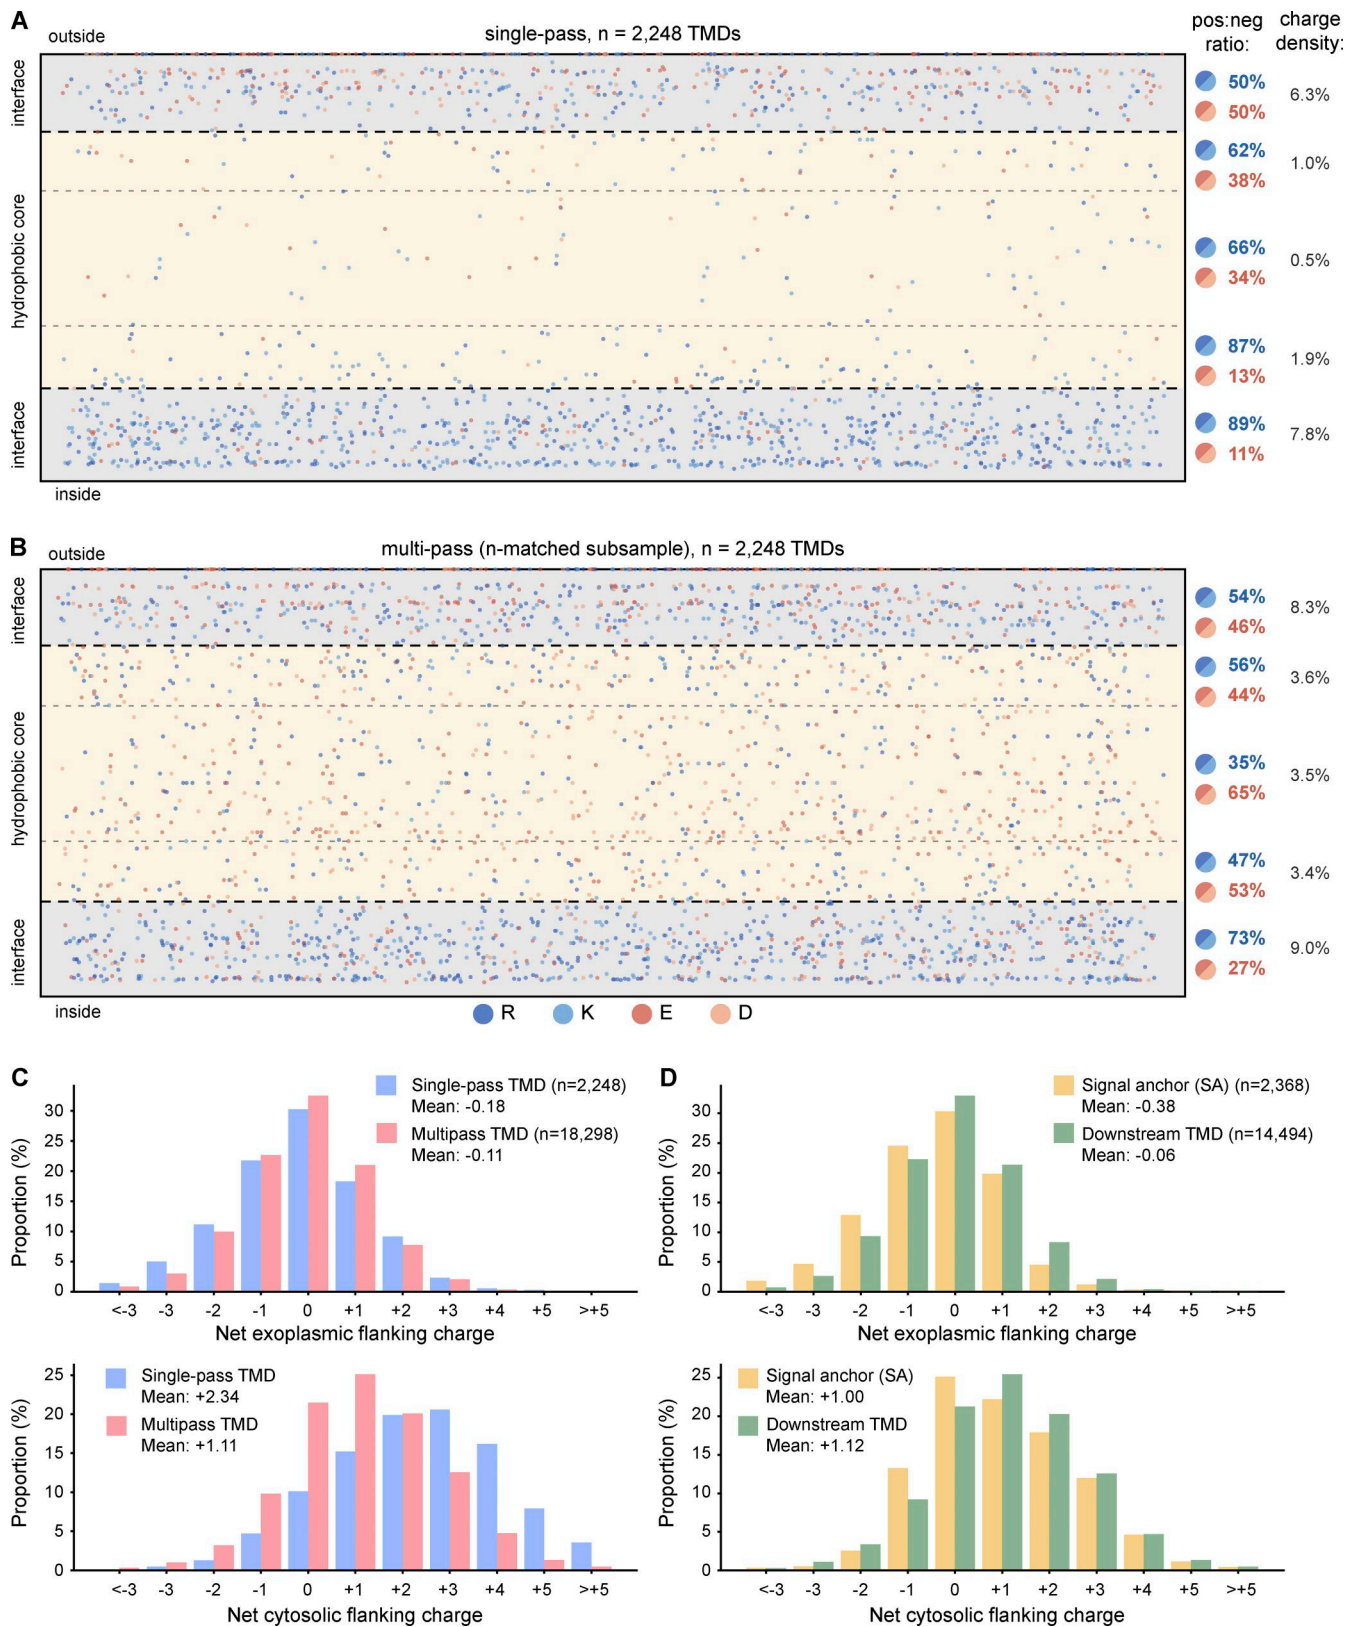 A
outside
single-pass, n = 2,248 TMDs
pos:neg
ratio:
charge
density:
interface
50%
50%
6.3%
hydrophobic core
62%
38%
1.0%
66%
34%
0.5%
87%
13%
1.9%
interface
89%
11%
7.8%
inside
B
outside
multi-pass (n-matched subsample), n = 2,248 TMDs
interface
54%
46%
8.3%
hydrophobic core
56%
44%
3.6%
35%
65%
3.5%
47%
53%
3.4%
interface
73%
27%
9.0%
inside
R K E D
C
Single-pass TMD (n=2,248)
Mean: -0.18
Multipass TMD (n=18,298)
Mean: -0.11
Proportion (%)
30
25
20
15
10
5
0
<-3 -3 -2 -1 0 +1 +2 +3 +4 +5 >+5
Net exoplasmic flanking charge
Single-pass TMD
Mean: +2.34
Multipass TMD
Mean: +1.11
Proportion (%)
25
20
15
10
5
0
<-3 -3 -2 -1 0 +1 +2 +3 +4 +5 >+5
Net cytosolic flanking charge
D
Signal anchor (SA) (n=2,368)
Mean: -0.38
Downstream TMD (n=14,494)
Mean: -0.06
Proportion (%)
30
25
20
15
10
5
0
<-3 -3 -2 -1 0 +1 +2 +3 +4 +5 >+5
Net exoplasmic flanking charge
Signal anchor (SA)
Mean: +1.00
Downstream TMD
Mean: +1.12
Proportion (%)
25
20
15
10
5
0
<-3 -3 -2 -1 0 +1 +2 +3 +4 +5 >+5
Net cytosolic flanking charge